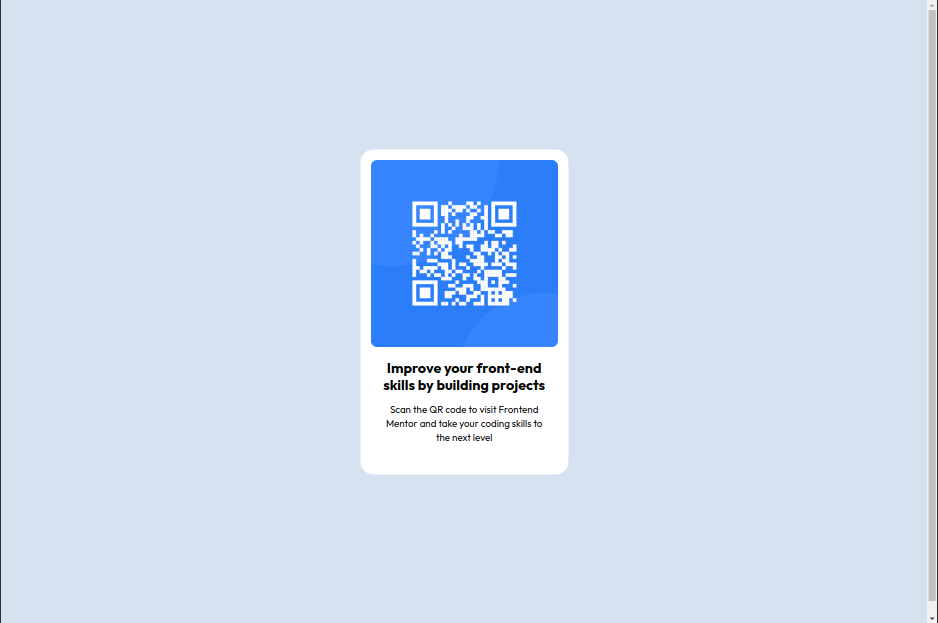 Improve your front-end
skills by building projects
Scan the QR code to visit Frontend
Mentor and take your coding skills to
the next level